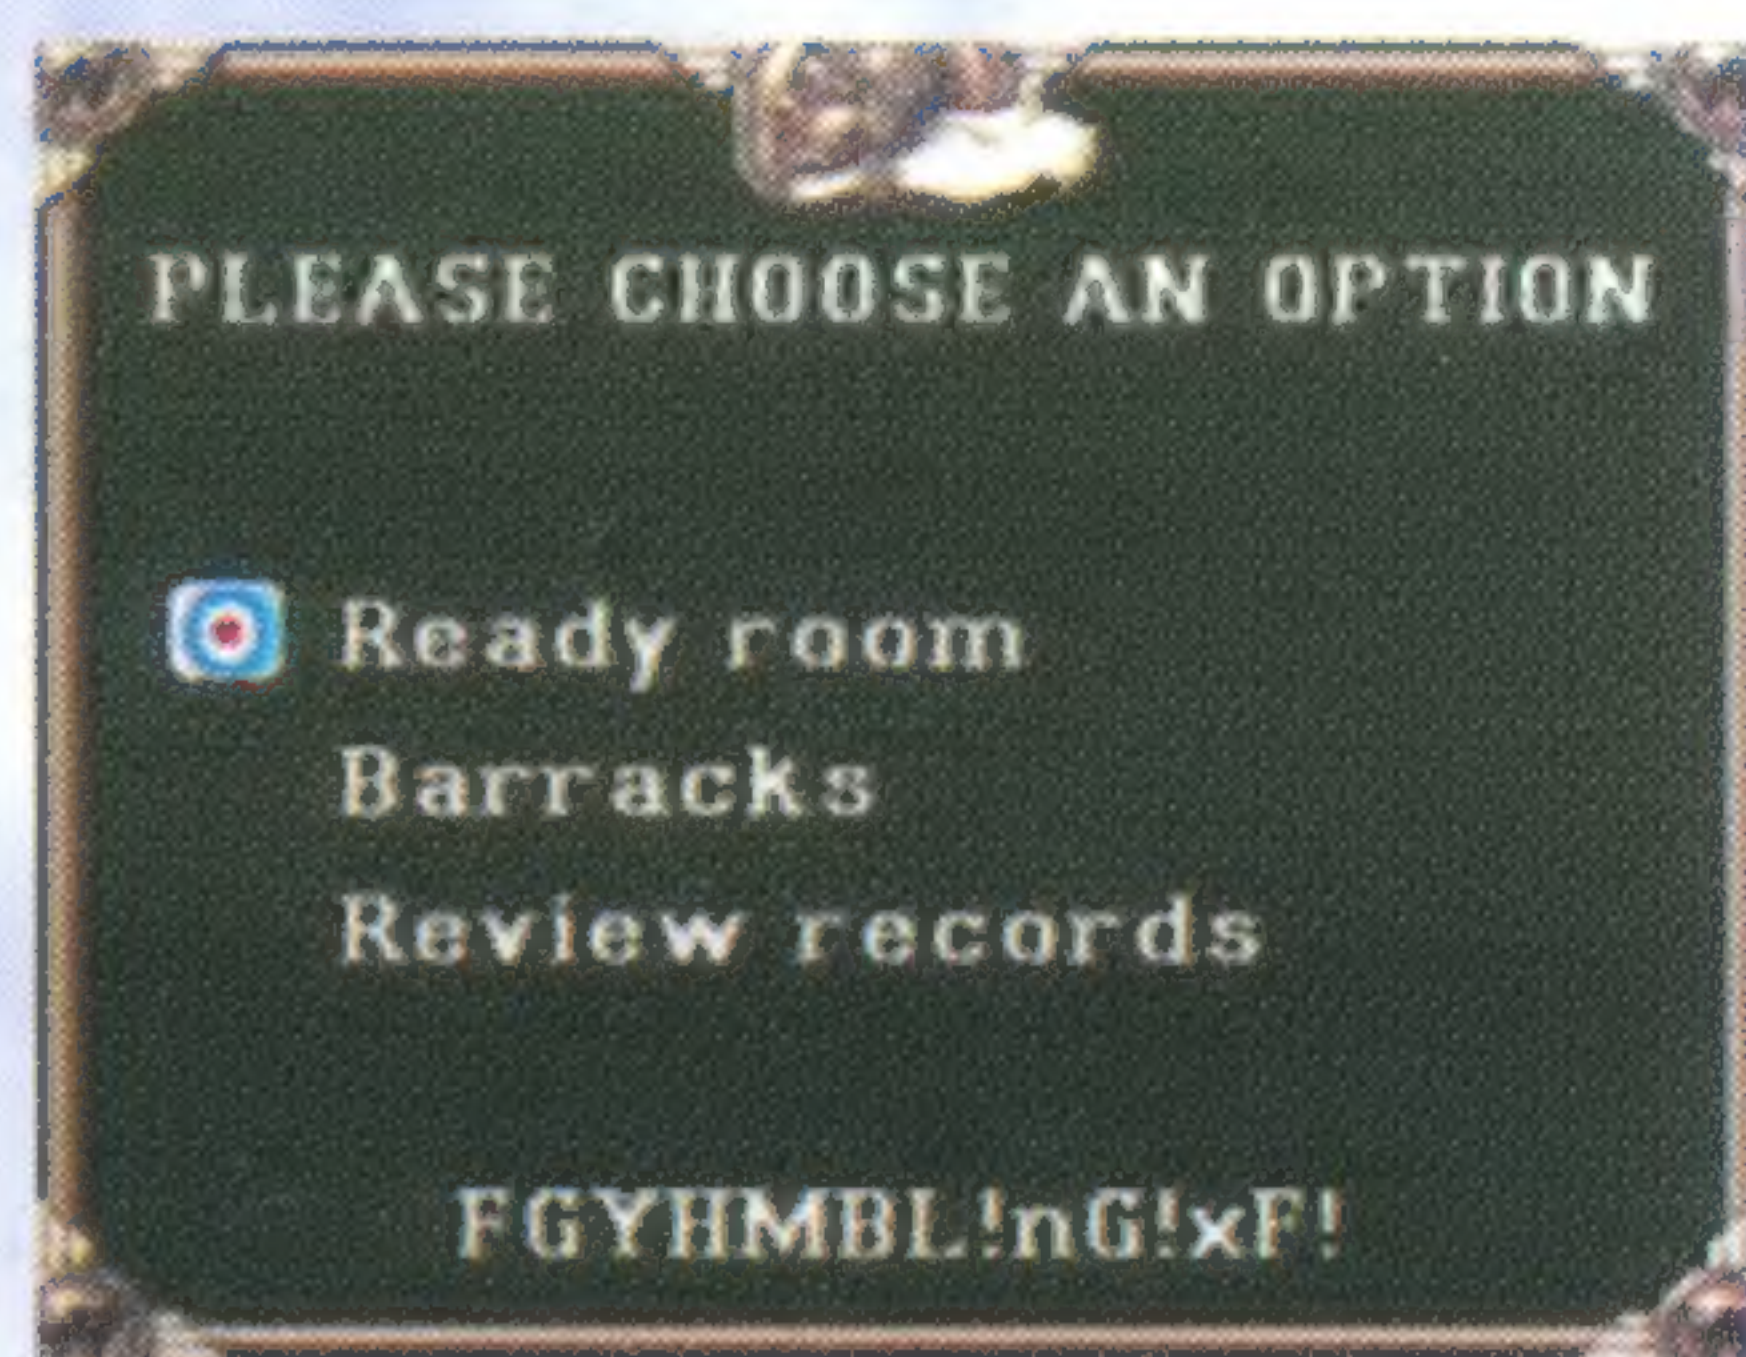 PLEASE CHOOSE AN OPTION
Ready room
Barracks
Review records
FGYHMBL!nG!xF!